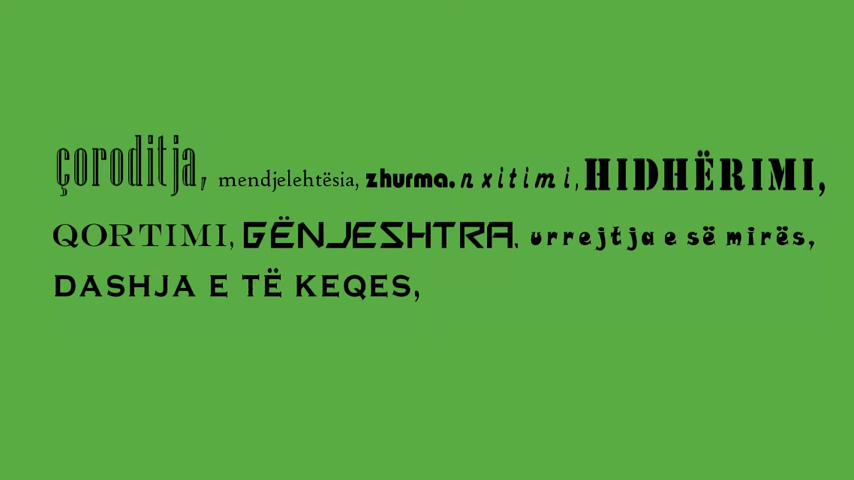 çoroditja, mendjelehtësia, zhurma, nxitimi, HIDHËRIMI,
QORTIMI, GËNJESHTRA, urrejtja e së mirës,
DASHJA E TË KEQES,